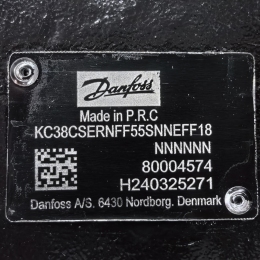 Danfoss
Made in P.R.C
KC38CSERNFF55SNNEFF18
NNNNNN
80004574
H240325271
Danfoss A/S. 6430 Nordborg. Denmark